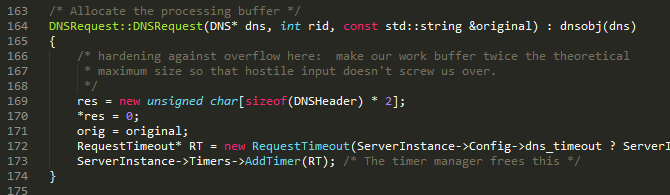 163 /* Allocate the processing buffer */
164 DNSRequest::DNSRequest(DNS* dns, int rid, const std::string &original) : dnsobj(dns)
165 {
166 /* hardening against overflow here:  make our work buffer twice the theoretical
167 * maximum size so that hostile input doesn't screw us over.
168 */
169 res = new unsigned char[sizeof(DNSHeader) * 2];
170 *res = 0;
171 orig = original;
172 RequestTimeout* RT = new RequestTimeout(ServerInstance->Config->dns_timeout ? ServerI
173 ServerInstance->Timers->AddTimer(RT); /* The timer manager frees this */
174 }
175